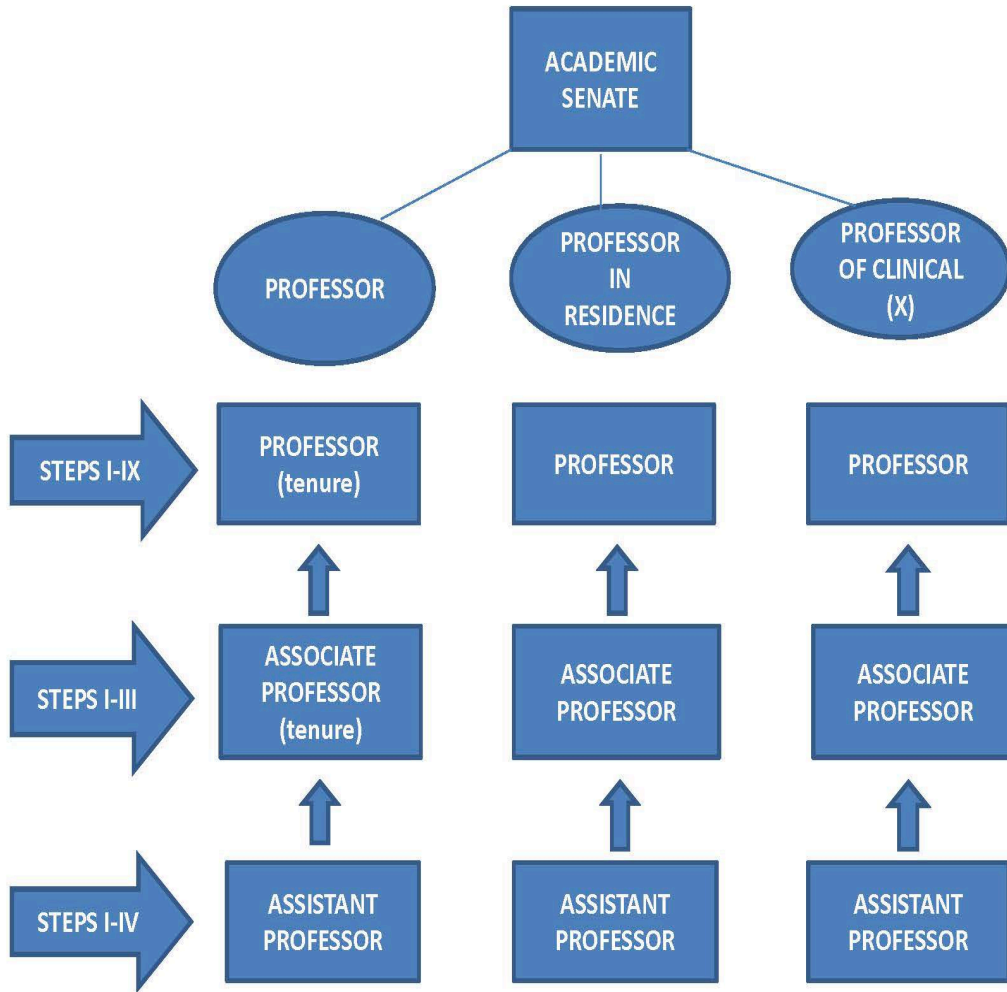 ACADEMIC
SENATE
PROFESSOR
PROFESSOR
IN
RESIDENCE
PROFESSOR
OF CLINICAL
(X)
STEPS I-IX
PROFESSOR
(tenure)
PROFESSOR
PROFESSOR
STEPS I-III
ASSOCIATE
PROFESSOR
(tenure)
ASSOCIATE
PROFESSOR
ASSOCIATE
PROFESSOR
STEPS I-IV
ASSISTANT
PROFESSOR
ASSISTANT
PROFESSOR
ASSISTANT
PROFESSOR